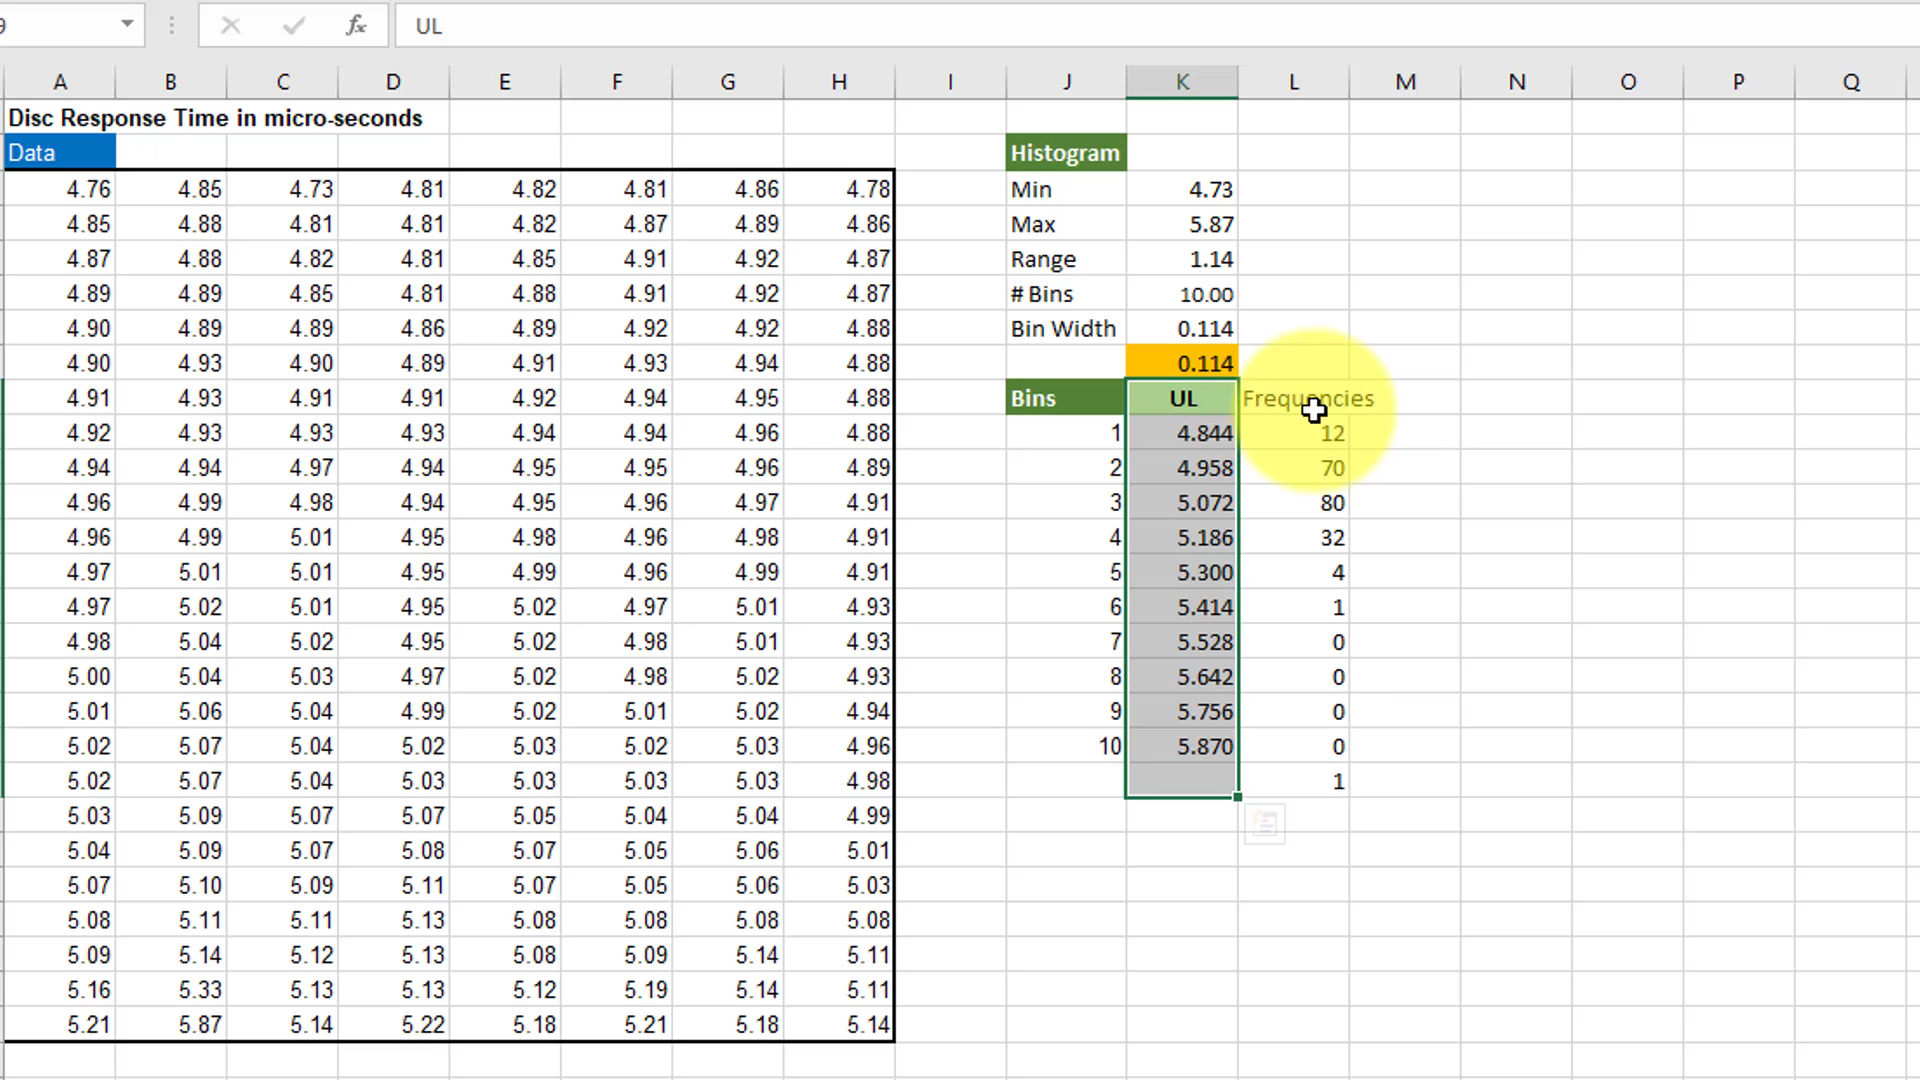 9 fx UL
A B C D E F G H I J K L M N O P Q
Disc Response Time in micro-seconds
Data Histogram
4.76 4.85 4.73 4.81 4.82 4.81 4.86 4.78 Min 4.73
4.85 4.88 4.81 4.81 4.82 4.87 4.89 4.86 Max 5.87
4.87 4.88 4.82 4.81 4.85 4.91 4.92 4.87 Range 1.14
4.89 4.89 4.85 4.81 4.88 4.91 4.92 4.87 # Bins 10.00
4.90 4.89 4.89 4.86 4.89 4.92 4.92 4.88 Bin Width 0.114
4.90 4.93 4.90 4.89 4.91 4.93 4.94 4.88 0.114
4.91 4.93 4.91 4.91 4.92 4.94 4.95 4.88 Bins UL Frequencies
4.92 4.93 4.93 4.93 4.94 4.94 4.96 4.88 1 4.844 12
4.94 4.94 4.97 4.94 4.95 4.95 4.96 4.89 2 4.958 70
4.96 4.99 4.98 4.94 4.95 4.96 4.97 4.91 3 5.072 80
4.96 4.99 5.01 4.95 4.98 4.96 4.98 4.91 4 5.186 32
4.97 5.01 5.01 4.95 4.99 4.96 4.99 4.91 5 5.300 4
4.97 5.02 5.01 4.95 5.02 4.97 5.01 4.93 6 5.414 1
4.98 5.04 5.02 4.95 5.02 4.98 5.01 4.93 7 5.528 0
5.00 5.04 5.03 4.97 5.02 4.98 5.02 4.93 8 5.642 0
5.01 5.06 5.04 4.99 5.02 5.01 5.02 4.94 9 5.756 0
5.02 5.07 5.04 5.02 5.03 5.02 5.03 4.96 10 5.870 0
5.02 5.07 5.04 5.03 5.03 5.03 5.03 4.98 1
5.03 5.09 5.07 5.07 5.05 5.04 5.04 4.99
5.04 5.09 5.07 5.08 5.07 5.05 5.06 5.01
5.07 5.10 5.09 5.11 5.07 5.05 5.06 5.03
5.08 5.11 5.11 5.13 5.08 5.08 5.08 5.08
5.09 5.14 5.12 5.13 5.08 5.09 5.14 5.11
5.16 5.33 5.13 5.13 5.12 5.19 5.14 5.11
5.21 5.87 5.14 5.22 5.18 5.21 5.18 5.14